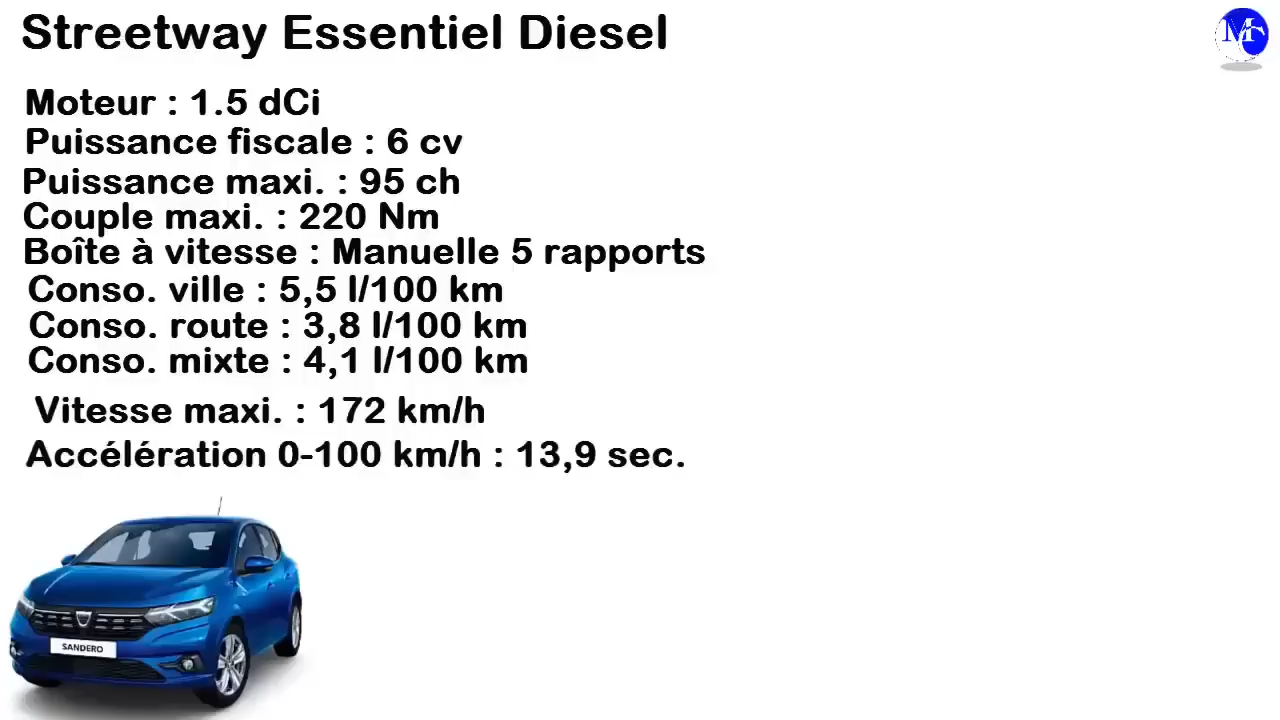 Streetway Essentiel Diesel
MC
Moteur : 1.5 dCi
Puissance fiscale : 6 cv
Puissance maxi. : 95 ch
Couple maxi. : 220 Nm
Boîte à vitesse : Manuelle 5 rapports
Conso. ville : 5,5 l/100 km
Conso. route : 3,8 l/100 km
Conso. mixte : 4,1 l/100 km
Vitesse maxi. : 172 km/h
Accélération 0-100 km/h : 13,9 sec.
SANDERO